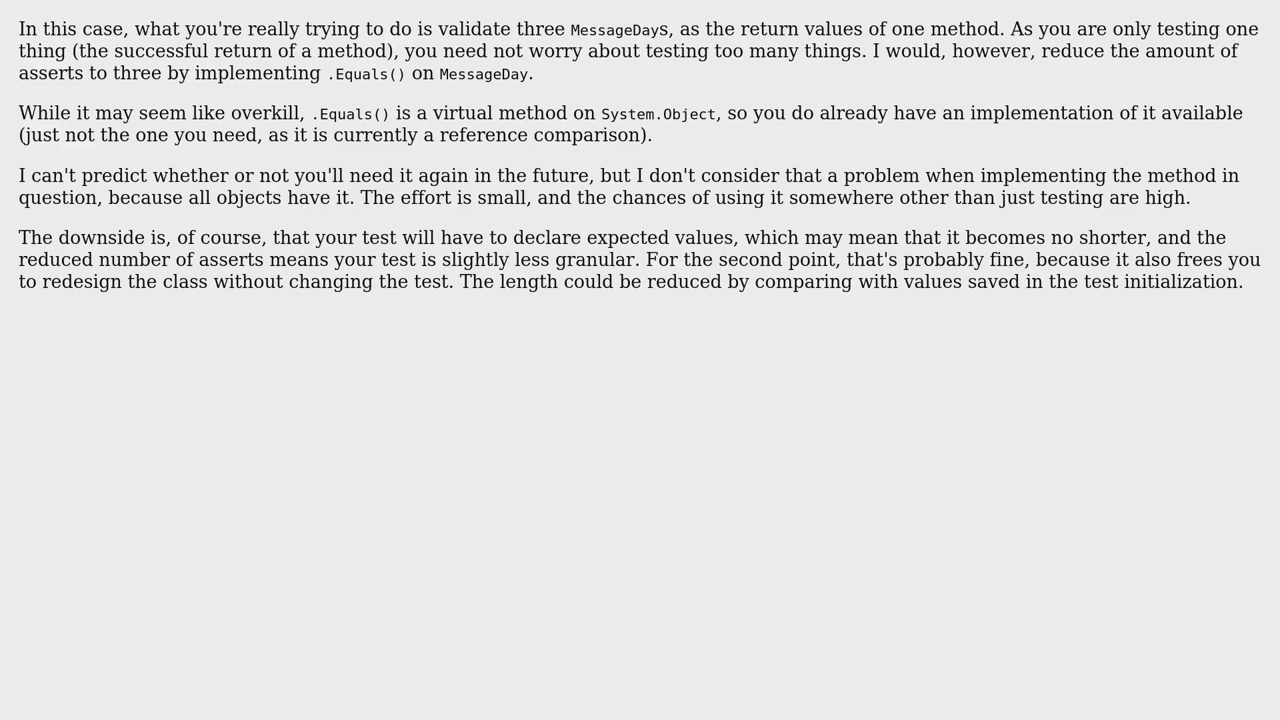 In this case, what you're really trying to do is validate three MessageDays, as the return values of one method. As you are only testing one
thing (the successful return of a method), you need not worry about testing too many things. I would, however, reduce the amount of
asserts to three by implementing .Equals() on MessageDay.
While it may seem like overkill, .Equals() is a virtual method on System.Object, so you do already have an implementation of it available
(just not the one you need, as it is currently a reference comparison).
I can't predict whether or not you'll need it again in the future, but I don't consider that a problem when implementing the method in
question, because all objects have it. The effort is small, and the chances of using it somewhere other than just testing are high.
The downside is, of course, that your test will have to declare expected values, which may mean that it becomes no shorter, and the
reduced number of asserts means your test is slightly less granular. For the second point, that's probably fine, because it also frees you
to redesign the class without changing the test. The length could be reduced by comparing with values saved in the test initialization.